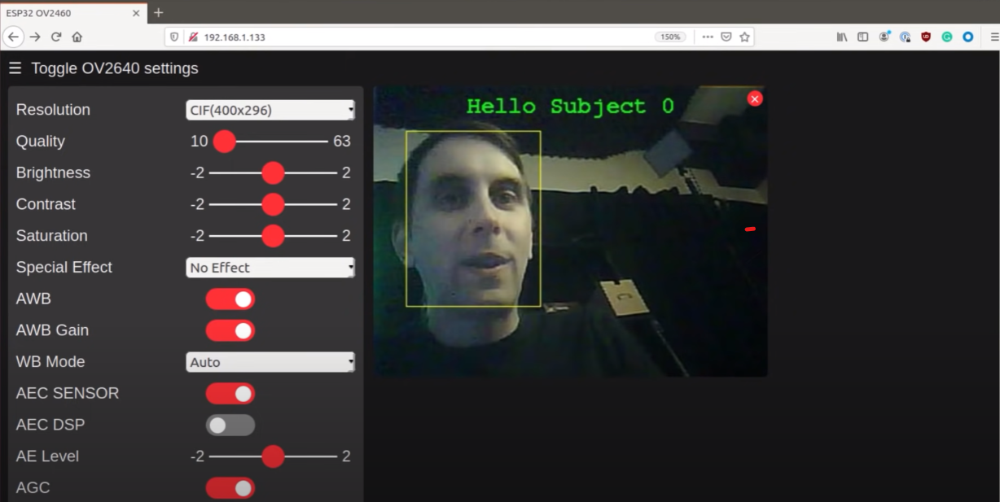 ESP32 OV2460
192.168.1.133
150%
Toggle OV2640 settings
Resolution CIF(400x296)
Quality 10 63
Brightness -2 2
Contrast -2 2
Saturation -2 2
Special Effect No Effect
AWB
AWB Gain
WB Mode Auto
AEC SENSOR
AEC DSP
AE Level -2 2
AGC
Hello Subject 0